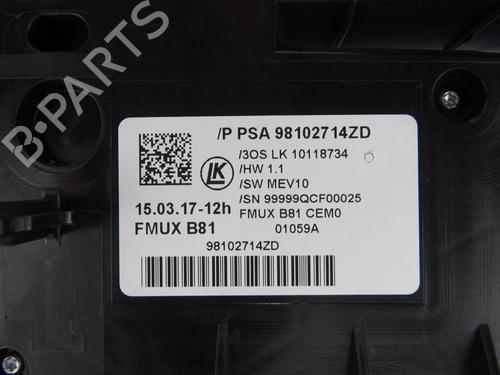 /P PSA 98102714ZD
/3OS LK 10118734
/HW 1.1
/SW MEV10
/SN 99999QCF00025
FMUX B81 CEM0
01059A
LK
15.03.17-12h
FMUX B81
98102714ZD
B-PARTS